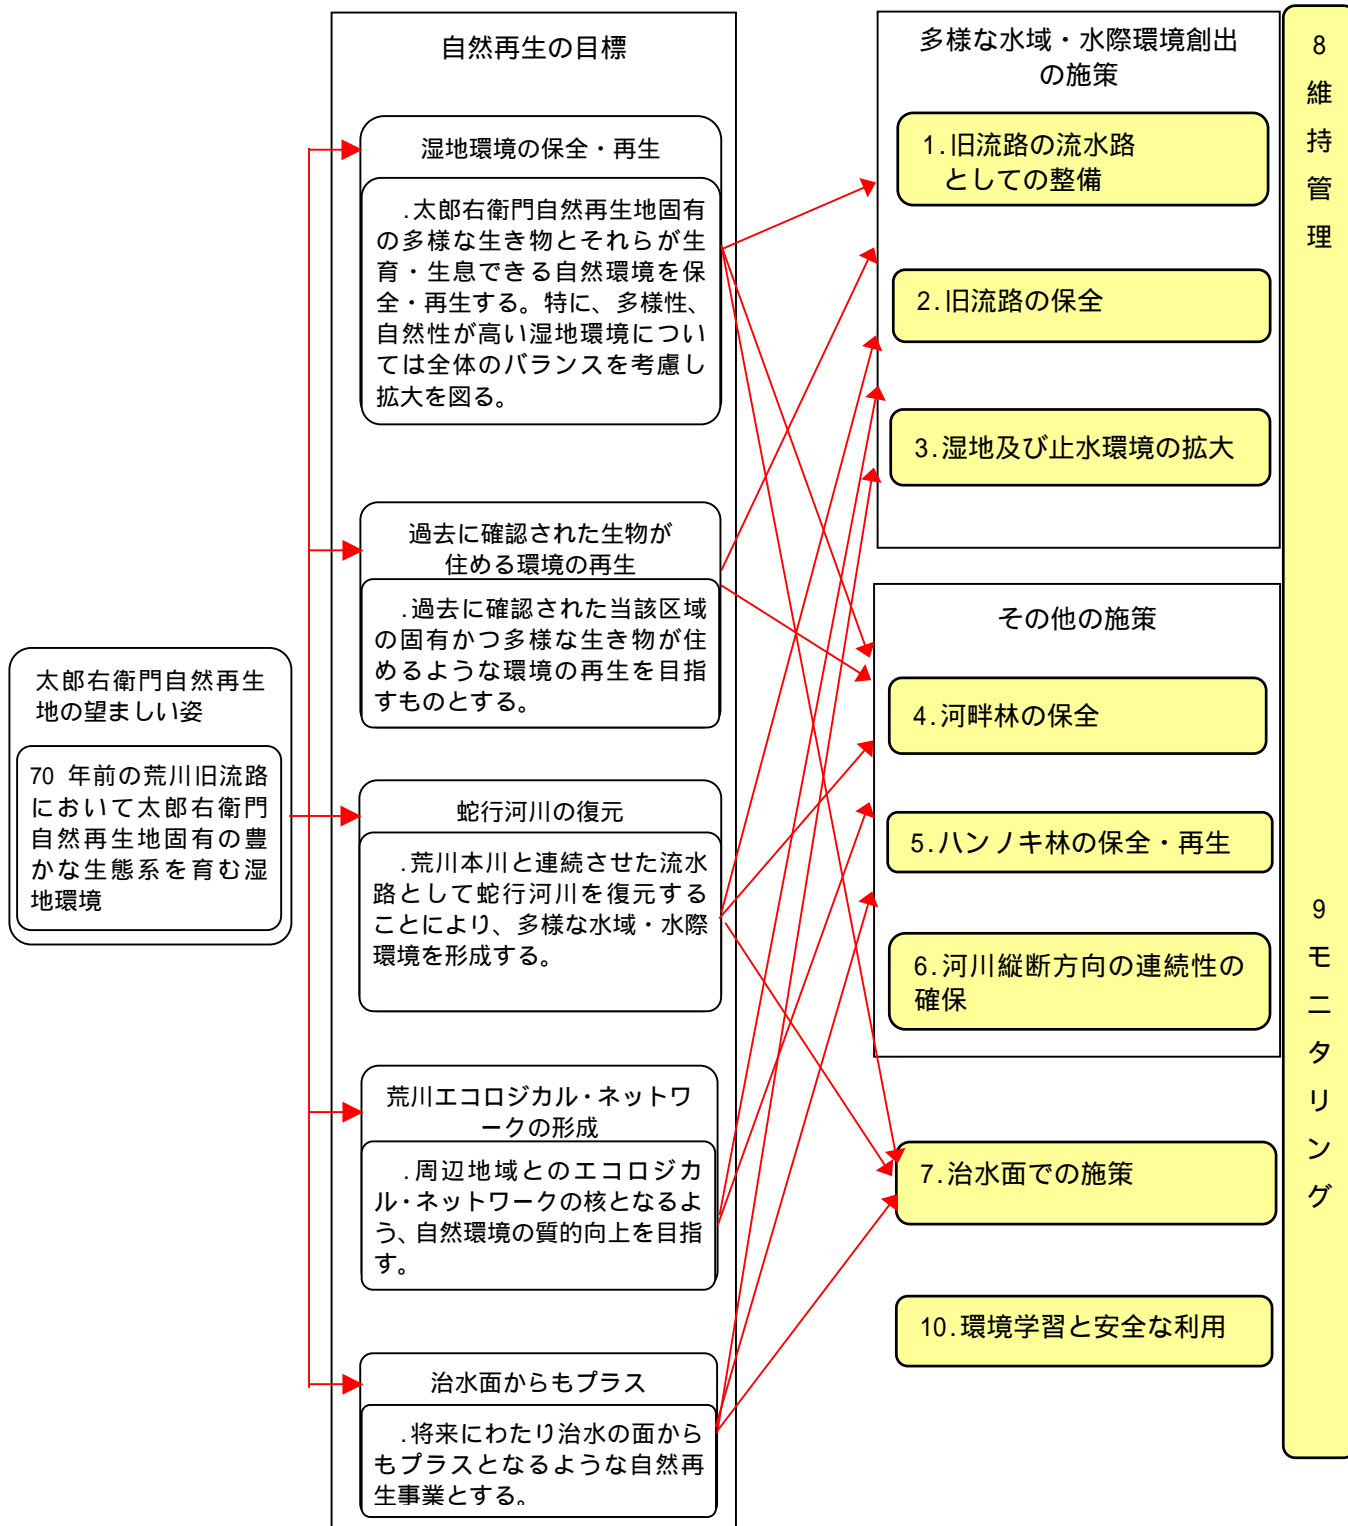 太郎右衛門自然再生
地の望ましい姿
70 年前の荒川旧流路
において太郎右衛門
自然再生地固有の豊
かな生態系を育む湿
地環境
自然再生の目標
湿地環境の保全・再生
.太郎右衛門自然再生地固有
の多様な生き物とそれらが生
育・生息できる自然環境を保
全・再生する。特に、多様性、
自然性が高い湿地環境につい
ては全体のバランスを考慮し
拡大を図る。
過去に確認された生物が
住める環境の再生
.過去に確認された当該区域
の固有かつ多様な生き物が住
めるような環境の再生を目指
すものとする。
蛇行河川の復元
.荒川本川と連続させた流水
路として蛇行河川を復元する
ことにより、多様な水域・水際
環境を形成する。
荒川エコロジカル・ネットワ
ークの形成
.周辺地域とのエコロジカ
ル・ネットワークの核となるよ
う、自然環境の質的向上を目指
す。
治水面からもプラス
.将来にわたり治水の面から
もプラスとなるような自然再
生事業とする。
多様な水域・水際環境創出
の施策
1.旧流路の流水路
としての整備
2.旧流路の保全
3.湿地及び止水環境の拡大
その他の施策
4.河畔林の保全
5.ハンノキ林の保全・再生
6.河川縦断方向の連続性の
確保
7.治水面での施策
10.環境学習と安全な利用
8維持管理
9モニタリング